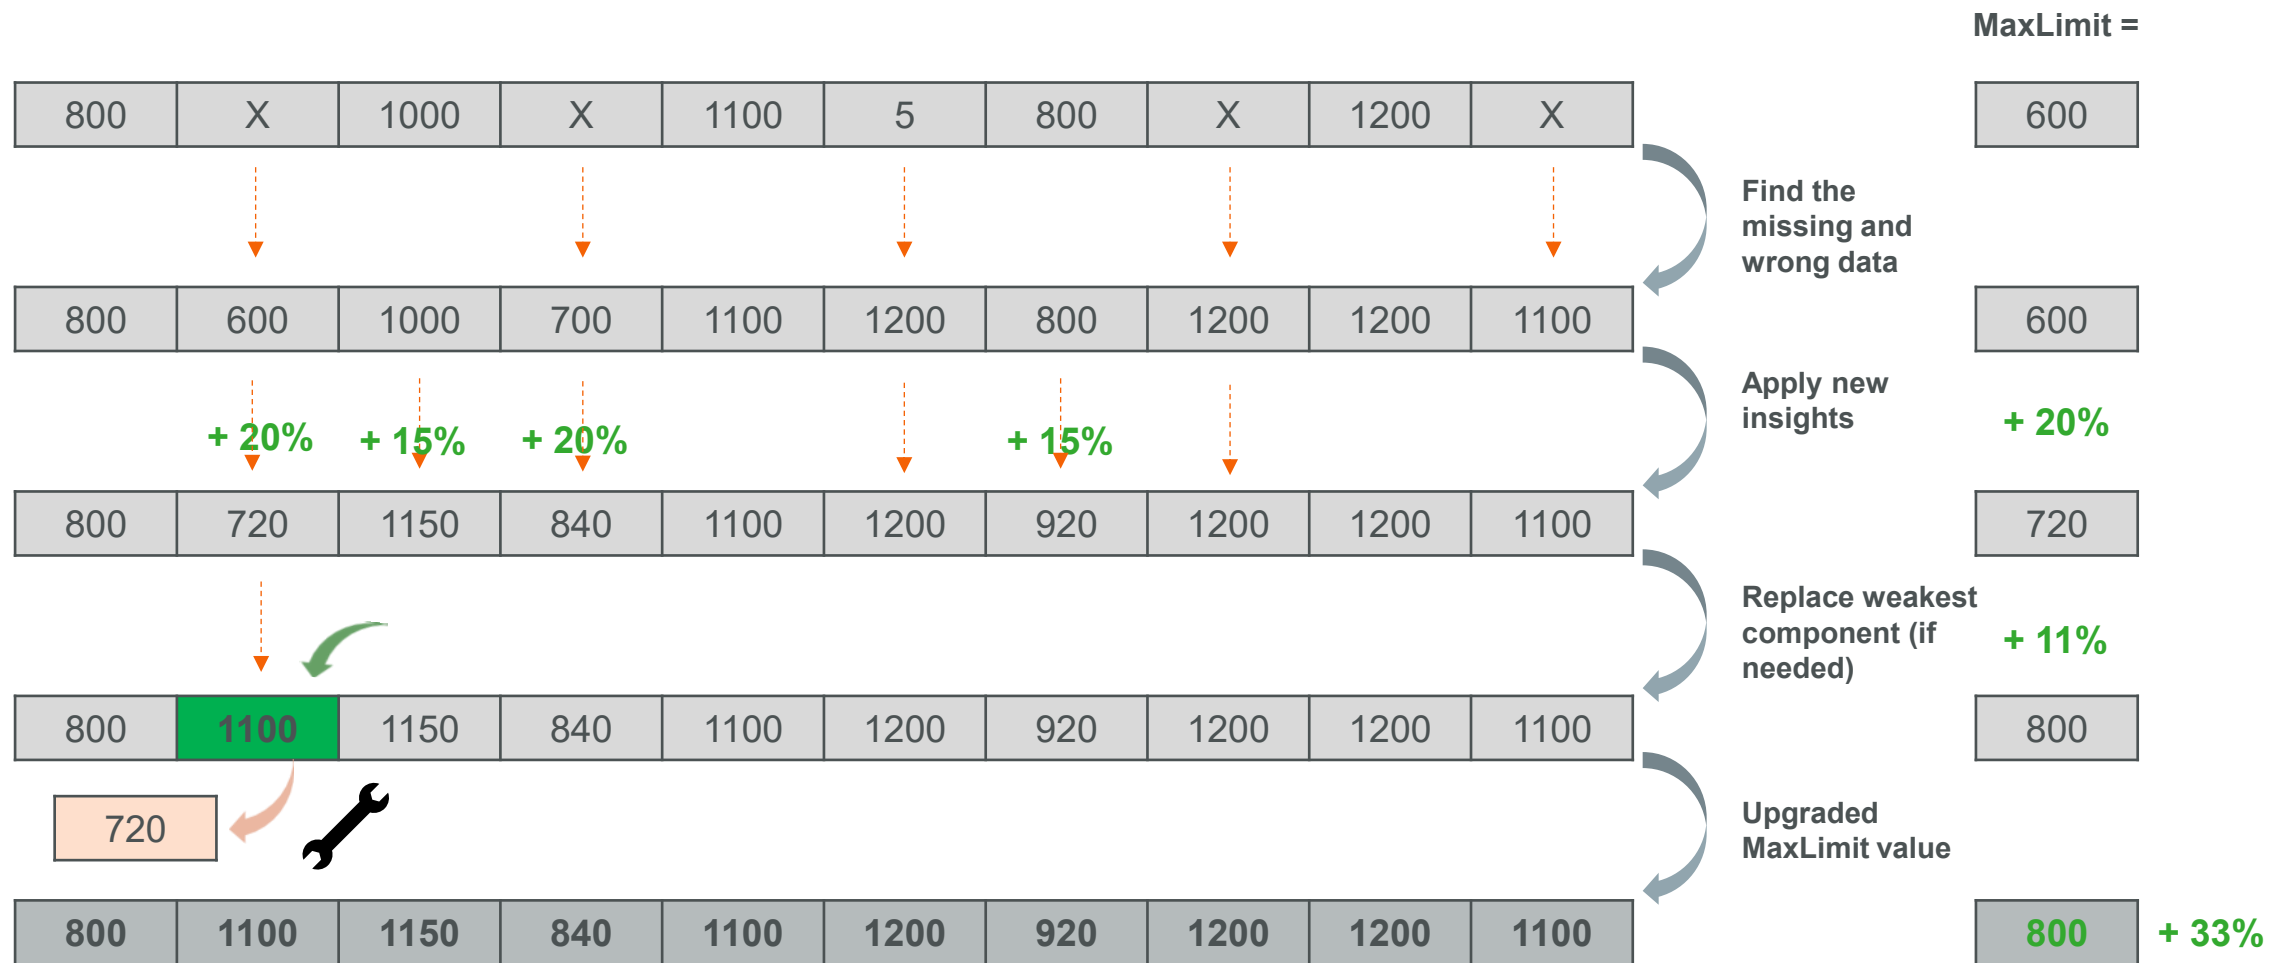 MaxLimit =
800 X 1000 X 1100 5 800 X 1200 X 600
Find the
missing and
wrong data
800 600 1000 700 1100 1200 800 1200 1200 1100 600
Apply new
insights
+ 20% + 15% + 20% + 15% + 20%
800 720 1150 840 1100 1200 920 1200 1200 1100 720
Replace weakest
component (if
needed)
+ 11%
800 1100 1150 840 1100 1200 920 1200 1200 1100 800
720
Upgraded
MaxLimit value
800 1100 1150 840 1100 1200 920 1200 1200 1100 800 + 33%